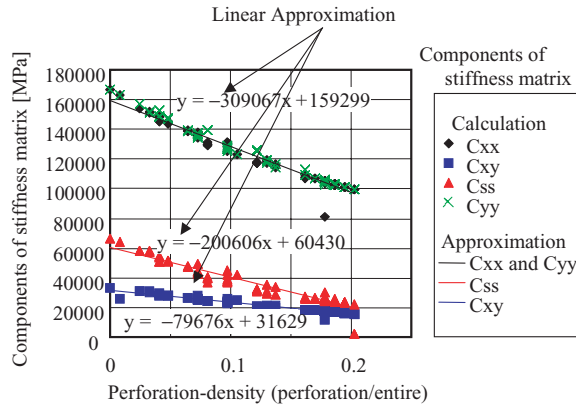 Linear Approximation
Components of stiffness matrix [MPa]
180000
160000
140000
120000
100000
80000
60000
40000
20000
0
y = −309067x +159299
y = −200606x + 60430
y = −79676x + 31629
0
0.1
0.2
Perforation-density (perforation/entire)
Components of
stiffness matrix
Calculation
Cxx
Cxy
Css
Cyy
Approximation
Cxx and Cyy
Css
Cxy